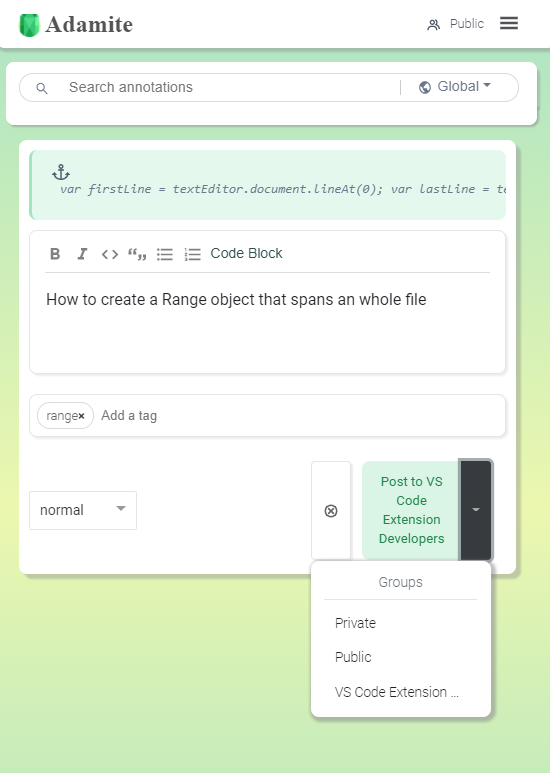 Adamite
Public
Search annotations
Global
var firstLine = textEditor.document.lineAt(0); var lastLine = te
B I <> “„ Code Block
How to create a Range object that spans an whole file
range× Add a tag
normal
Post to VS
Code
Extension
Developers
Groups
Private
Public
VS Code Extension ...